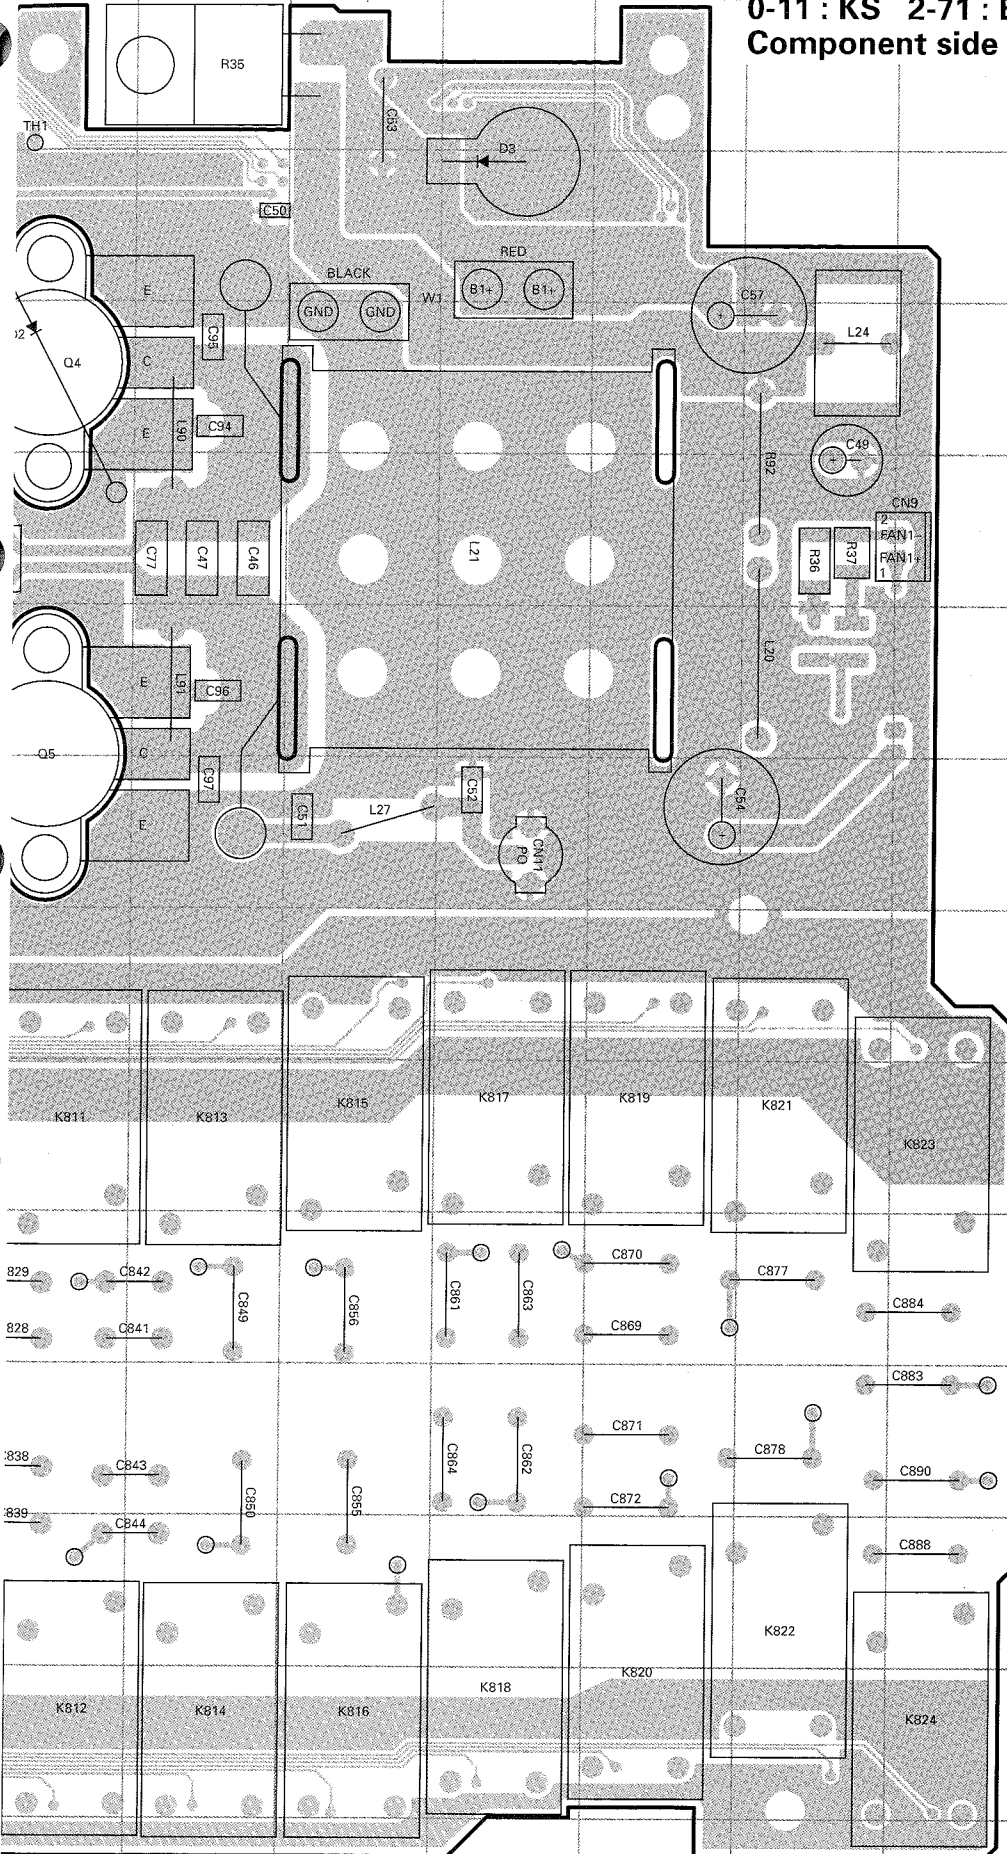 0-11 : KS 2-71 :
Component side
R35
TH1
C53
D3
C50
RED
BLACK
W1
B1+
B1+
GND
GND
C57
L24
E
C95
Q4
C
E
L90
C94
C49
R92
CN9
2
FAN1-
FAN1+
1
C77
C47
C46
L21
R36
R37
L20
E
L91
C96
Q5
C
C97
E
C51
L27
C52
C54
CN11
PO
K811
K813
K815
K817
K819
K821
K823
829
C842
C849
C856
C861
C863
C870
C877
C884
828
C841
C869
C883
838
C843
C850
C855
C864
C862
C871
C878
C890
839
C844
C872
C888
K812
K814
K816
K818
K820
K822
K824